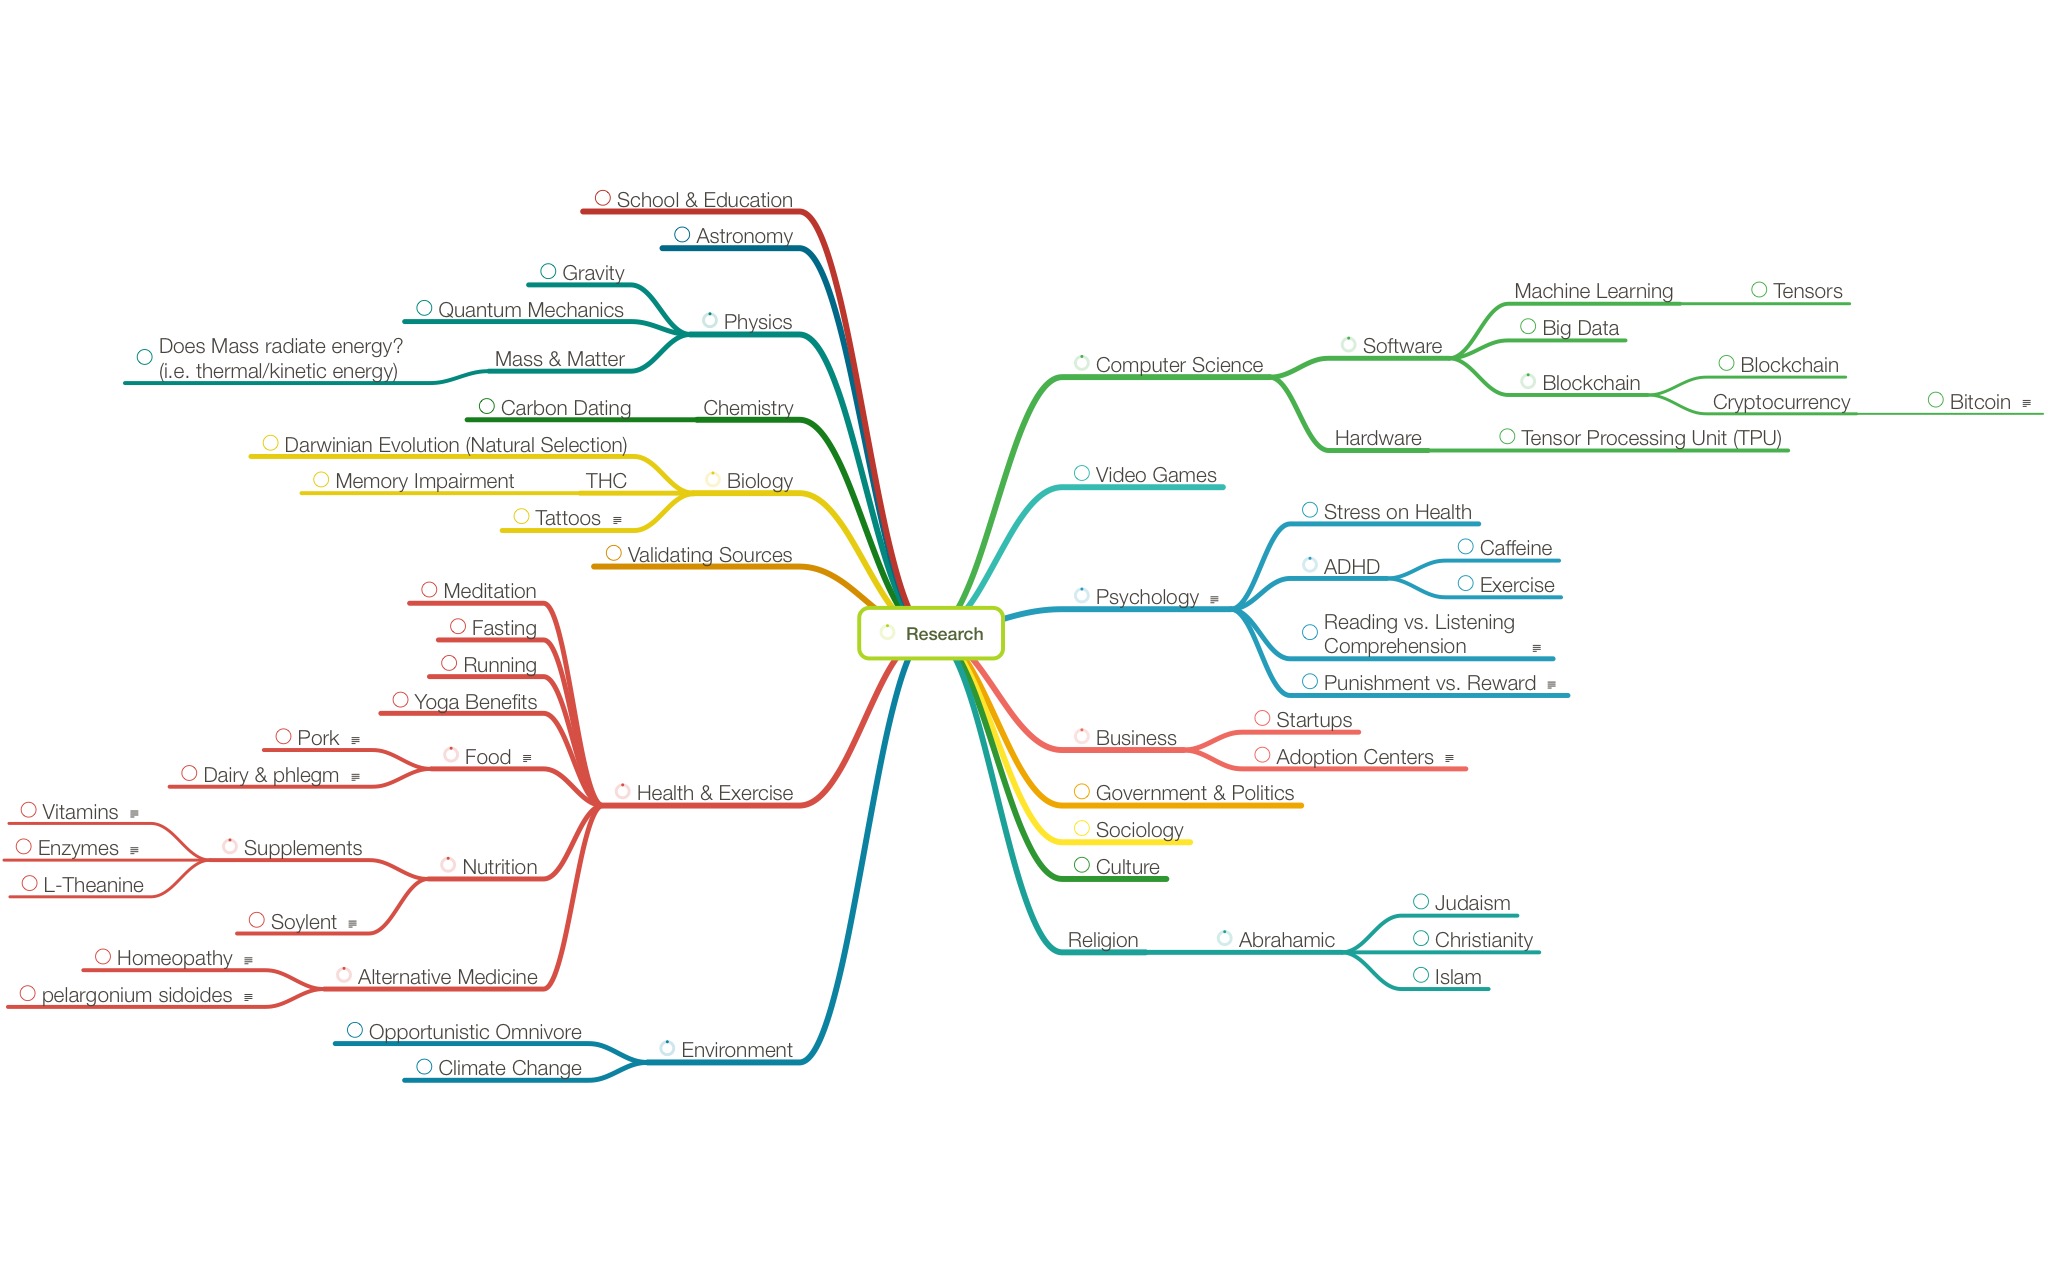 School & Education
Astronomy
Gravity
Quantum Mechanics
Does Mass radiate energy?
(i.e. thermal/kinetic energy)
Mass & Matter
Physics
Carbon Dating
Chemistry
Darwinian Evolution (Natural Selection)
Memory Impairment
THC
Tattoos
Biology
Validating Sources
Meditation
Fasting
Running
Yoga Benefits
Pork
Dairy & phlegm
Food
Health & Exercise
Vitamins
Enzymes
L-Theanine
Supplements
Soylent
Nutrition
Homeopathy
pelargonium sidoides
Alternative Medicine
Opportunistic Omnivore
Climate Change
Environment
Research
Computer Science
Software
Machine Learning
Tensors
Big Data
Blockchain
Blockchain
Cryptocurrency
Bitcoin
Hardware
Tensor Processing Unit (TPU)
Video Games
Psychology
Stress on Health
ADHD
Caffeine
Exercise
Reading vs. Listening
Comprehension
Punishment vs. Reward
Business
Startups
Adoption Centers
Government & Politics
Sociology
Culture
Religion
Abrahamic
Judaism
Christianity
Islam